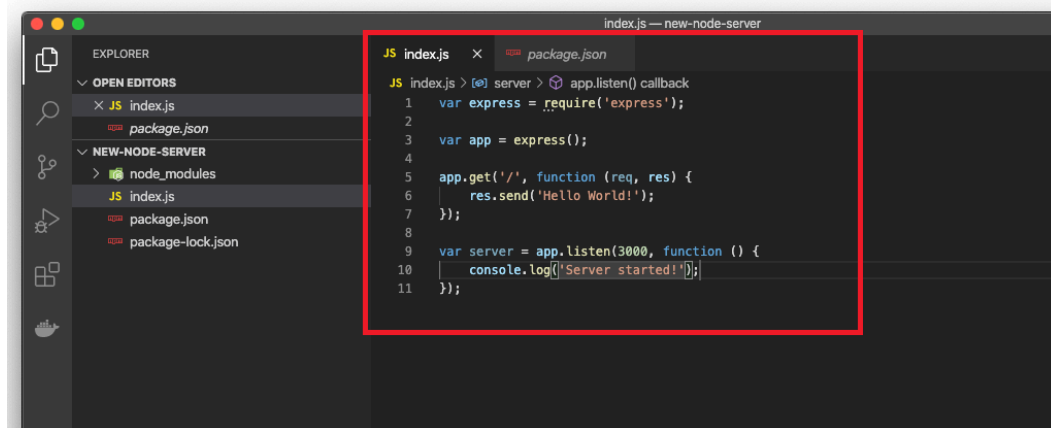 index.js — new-node-server
EXPLORER
OPEN EDITORS
JS index.js
package.json
NEW-NODE-SERVER
node_modules
JS index.js
package.json
package-lock.json
JS index.js package.json
JS index.js > server > app.listen() callback
1 var express = require('express');
2
3 var app = express();
4
5 app.get('/', function (req, res) {
6 res.send('Hello World!');
7 });
8
9 var server = app.listen(3000, function () {
10 console.log('Server started!');
11 });